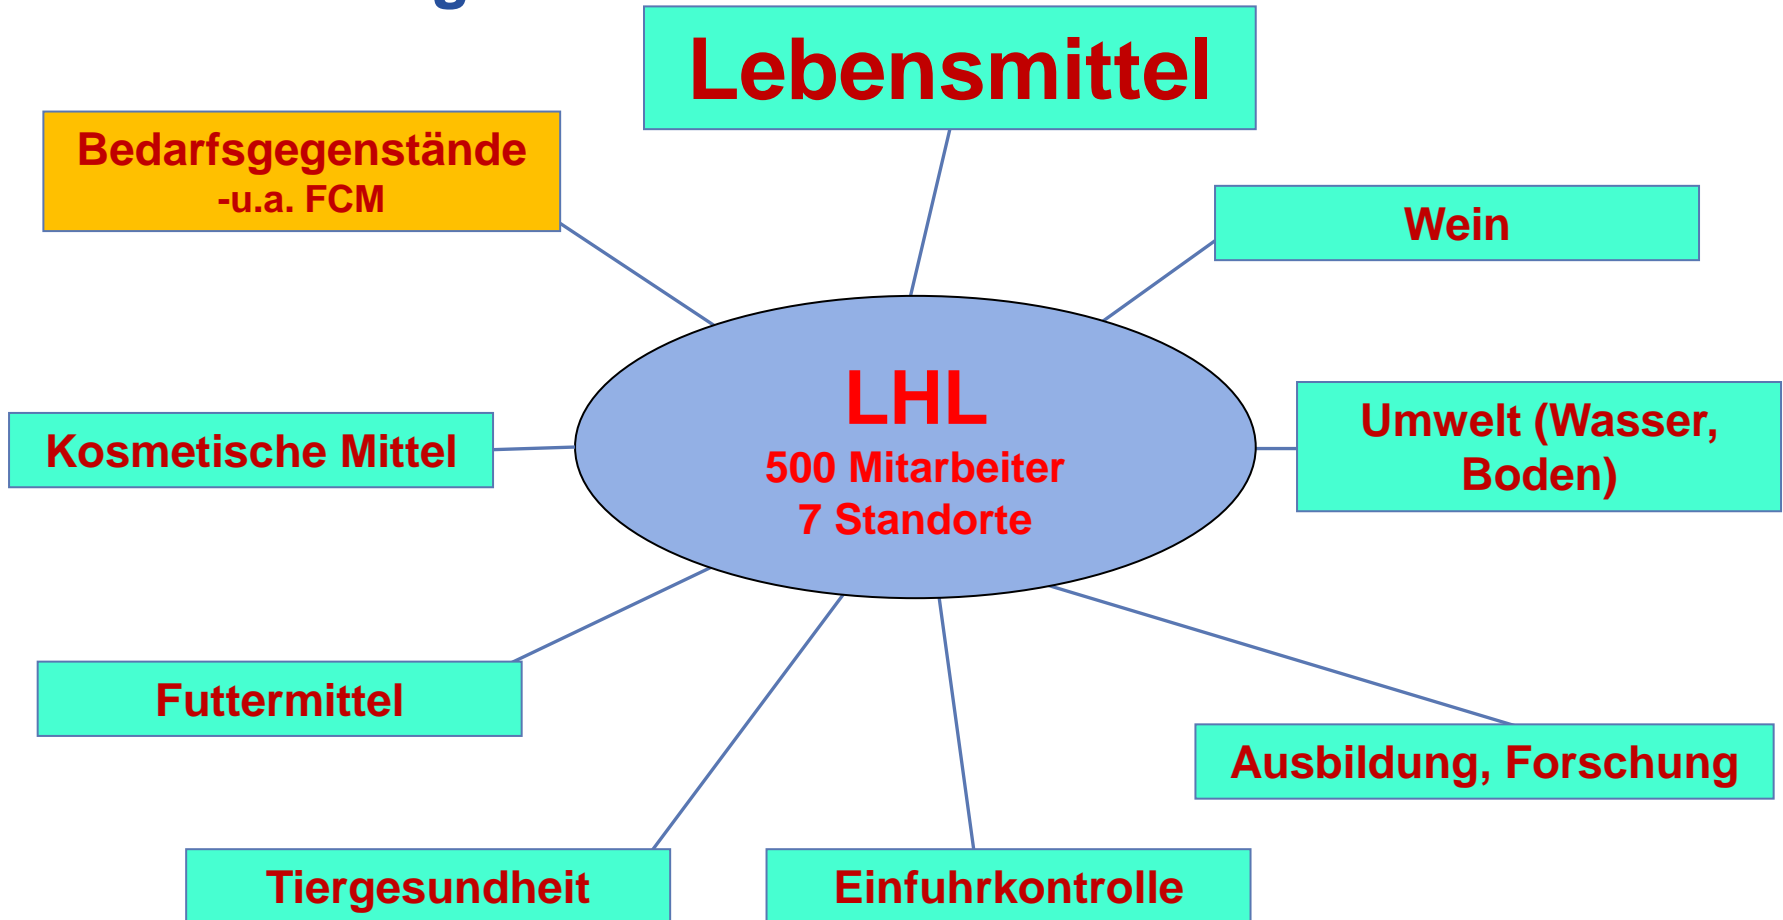 Lebensmittel
Bedarfsgegenstände
-u.a. FCM
Wein
LHL
500 Mitarbeiter
7 Standorte
Kosmetische Mittel
Umwelt (Wasser,
Boden)
Futtermittel
Ausbildung, Forschung
Tiergesundheit
Einfuhrkontrolle